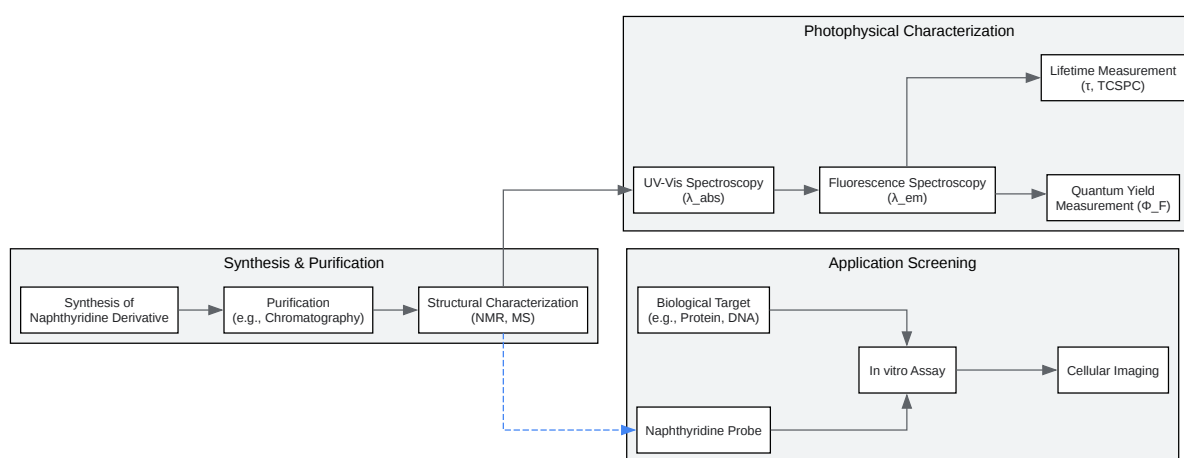 Photophysical Characterization
Lifetime Measurement
(τ, TCSPC)
UV-Vis Spectroscopy
(λ_abs)
Fluorescence Spectroscopy
(λ_em)
Quantum Yield
Measurement (Φ_F)
Synthesis & Purification
Synthesis of
Naphthyridine Derivative
Purification
(e.g., Chromatography)
Structural Characterization
(NMR, MS)
Application Screening
Biological Target
(e.g., Protein, DNA)
In vitro Assay
Cellular Imaging
Naphthyridine Probe